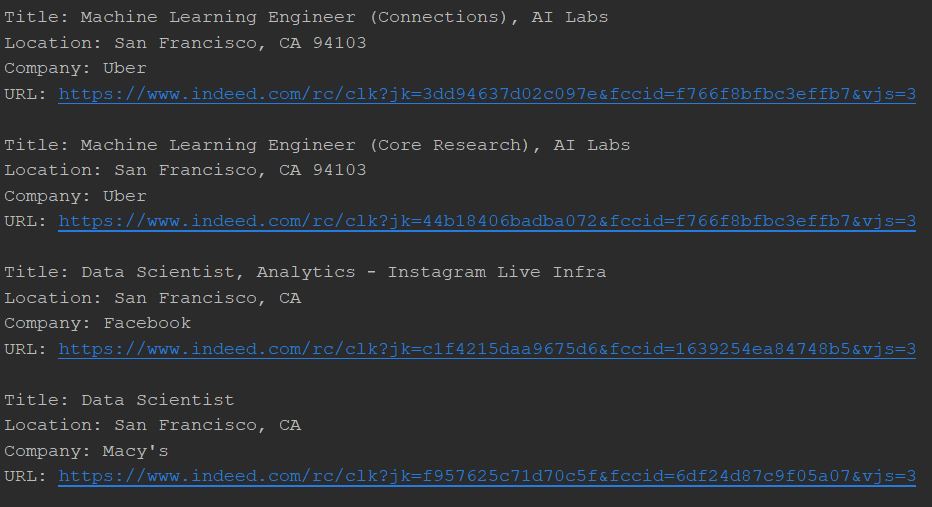 Title: Machine Learning Engineer (Connections), AI Labs
Location: San Francisco, CA 94103
Company: Uber
URL: https://www.indeed.com/rc/clk?jk=3dd94637d02c097e&fccid=f766f8bfbc3effb7&vjs=3
Title: Machine Learning Engineer (Core Research), AI Labs
Location: San Francisco, CA 94103
Company: Uber
URL: https://www.indeed.com/rc/clk?jk=44b18406badba072&fccid=f766f8bfbc3effb7&vjs=3
Title: Data Scientist, Analytics - Instagram Live Infra
Location: San Francisco, CA
Company: Facebook
URL: https://www.indeed.com/rc/clk?jk=c1f4215daa9675d6&fccid=1639254ea84748b5&vjs=3
Title: Data Scientist
Location: San Francisco, CA
Company: Macy's
URL: https://www.indeed.com/rc/clk?jk=f957625c71d70c5f&fccid=6df24d87c9f05a07&vjs=3